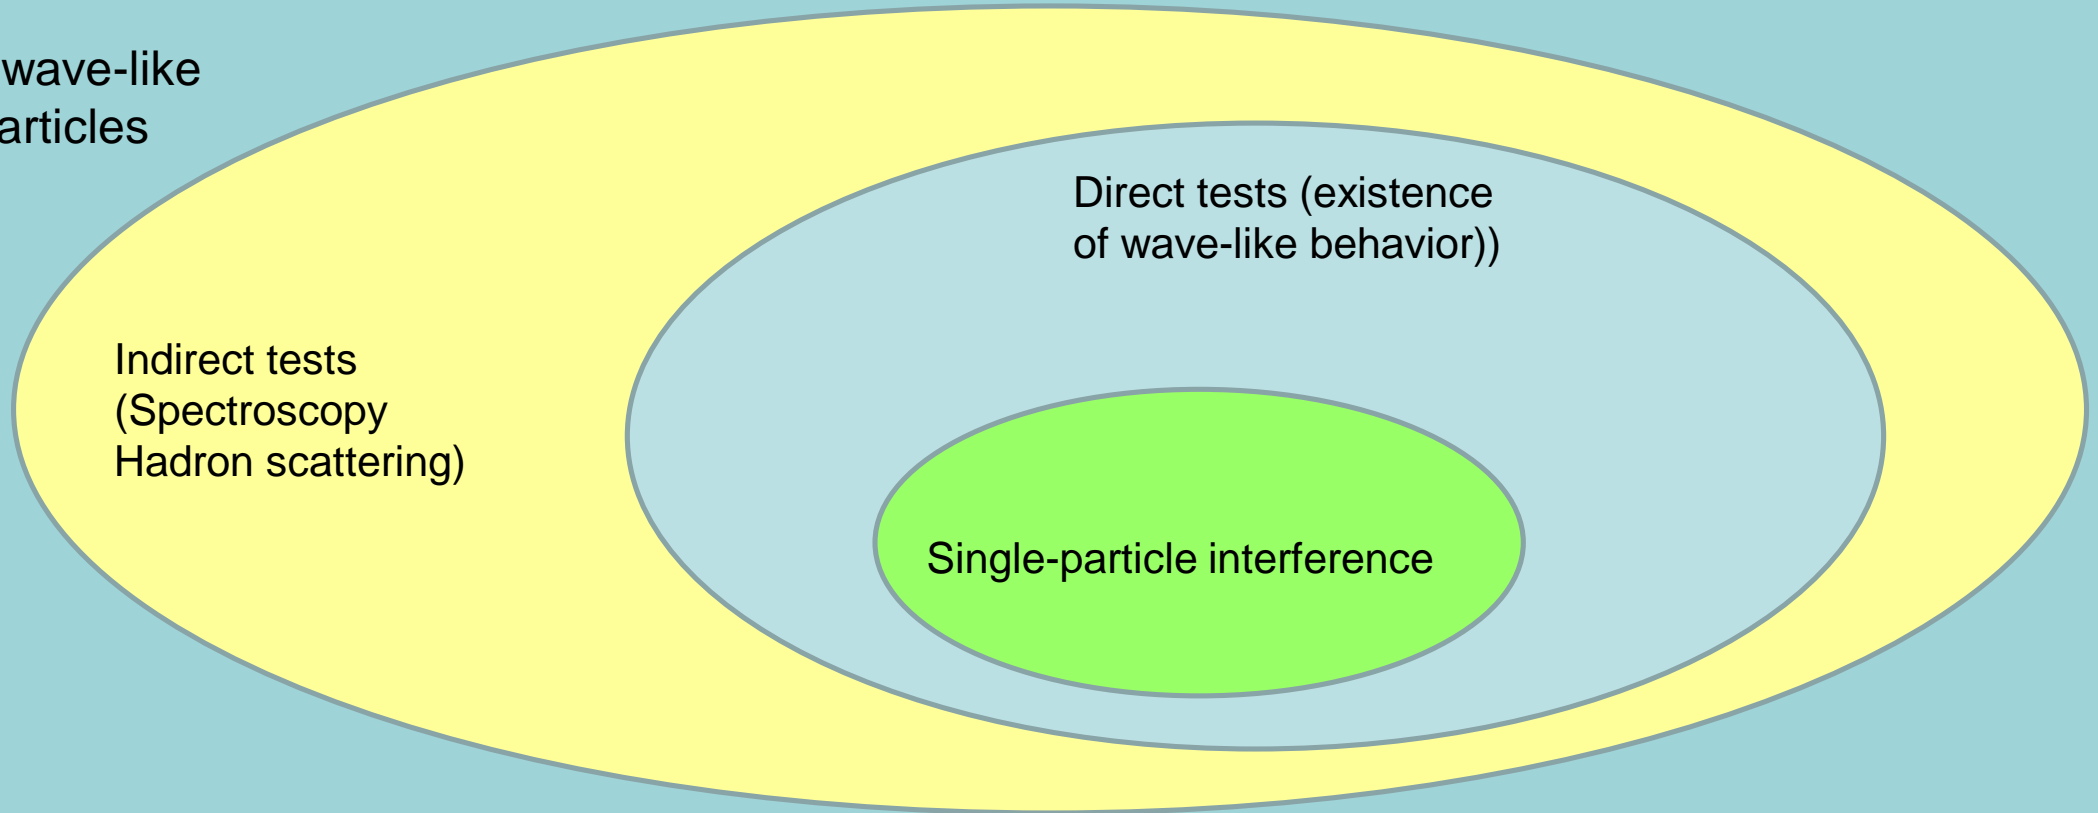 wave-like
articles
Direct tests (existence
of wave-like behavior))
Indirect tests
(Spectroscopy
Hadron scattering)
Single-particle interference